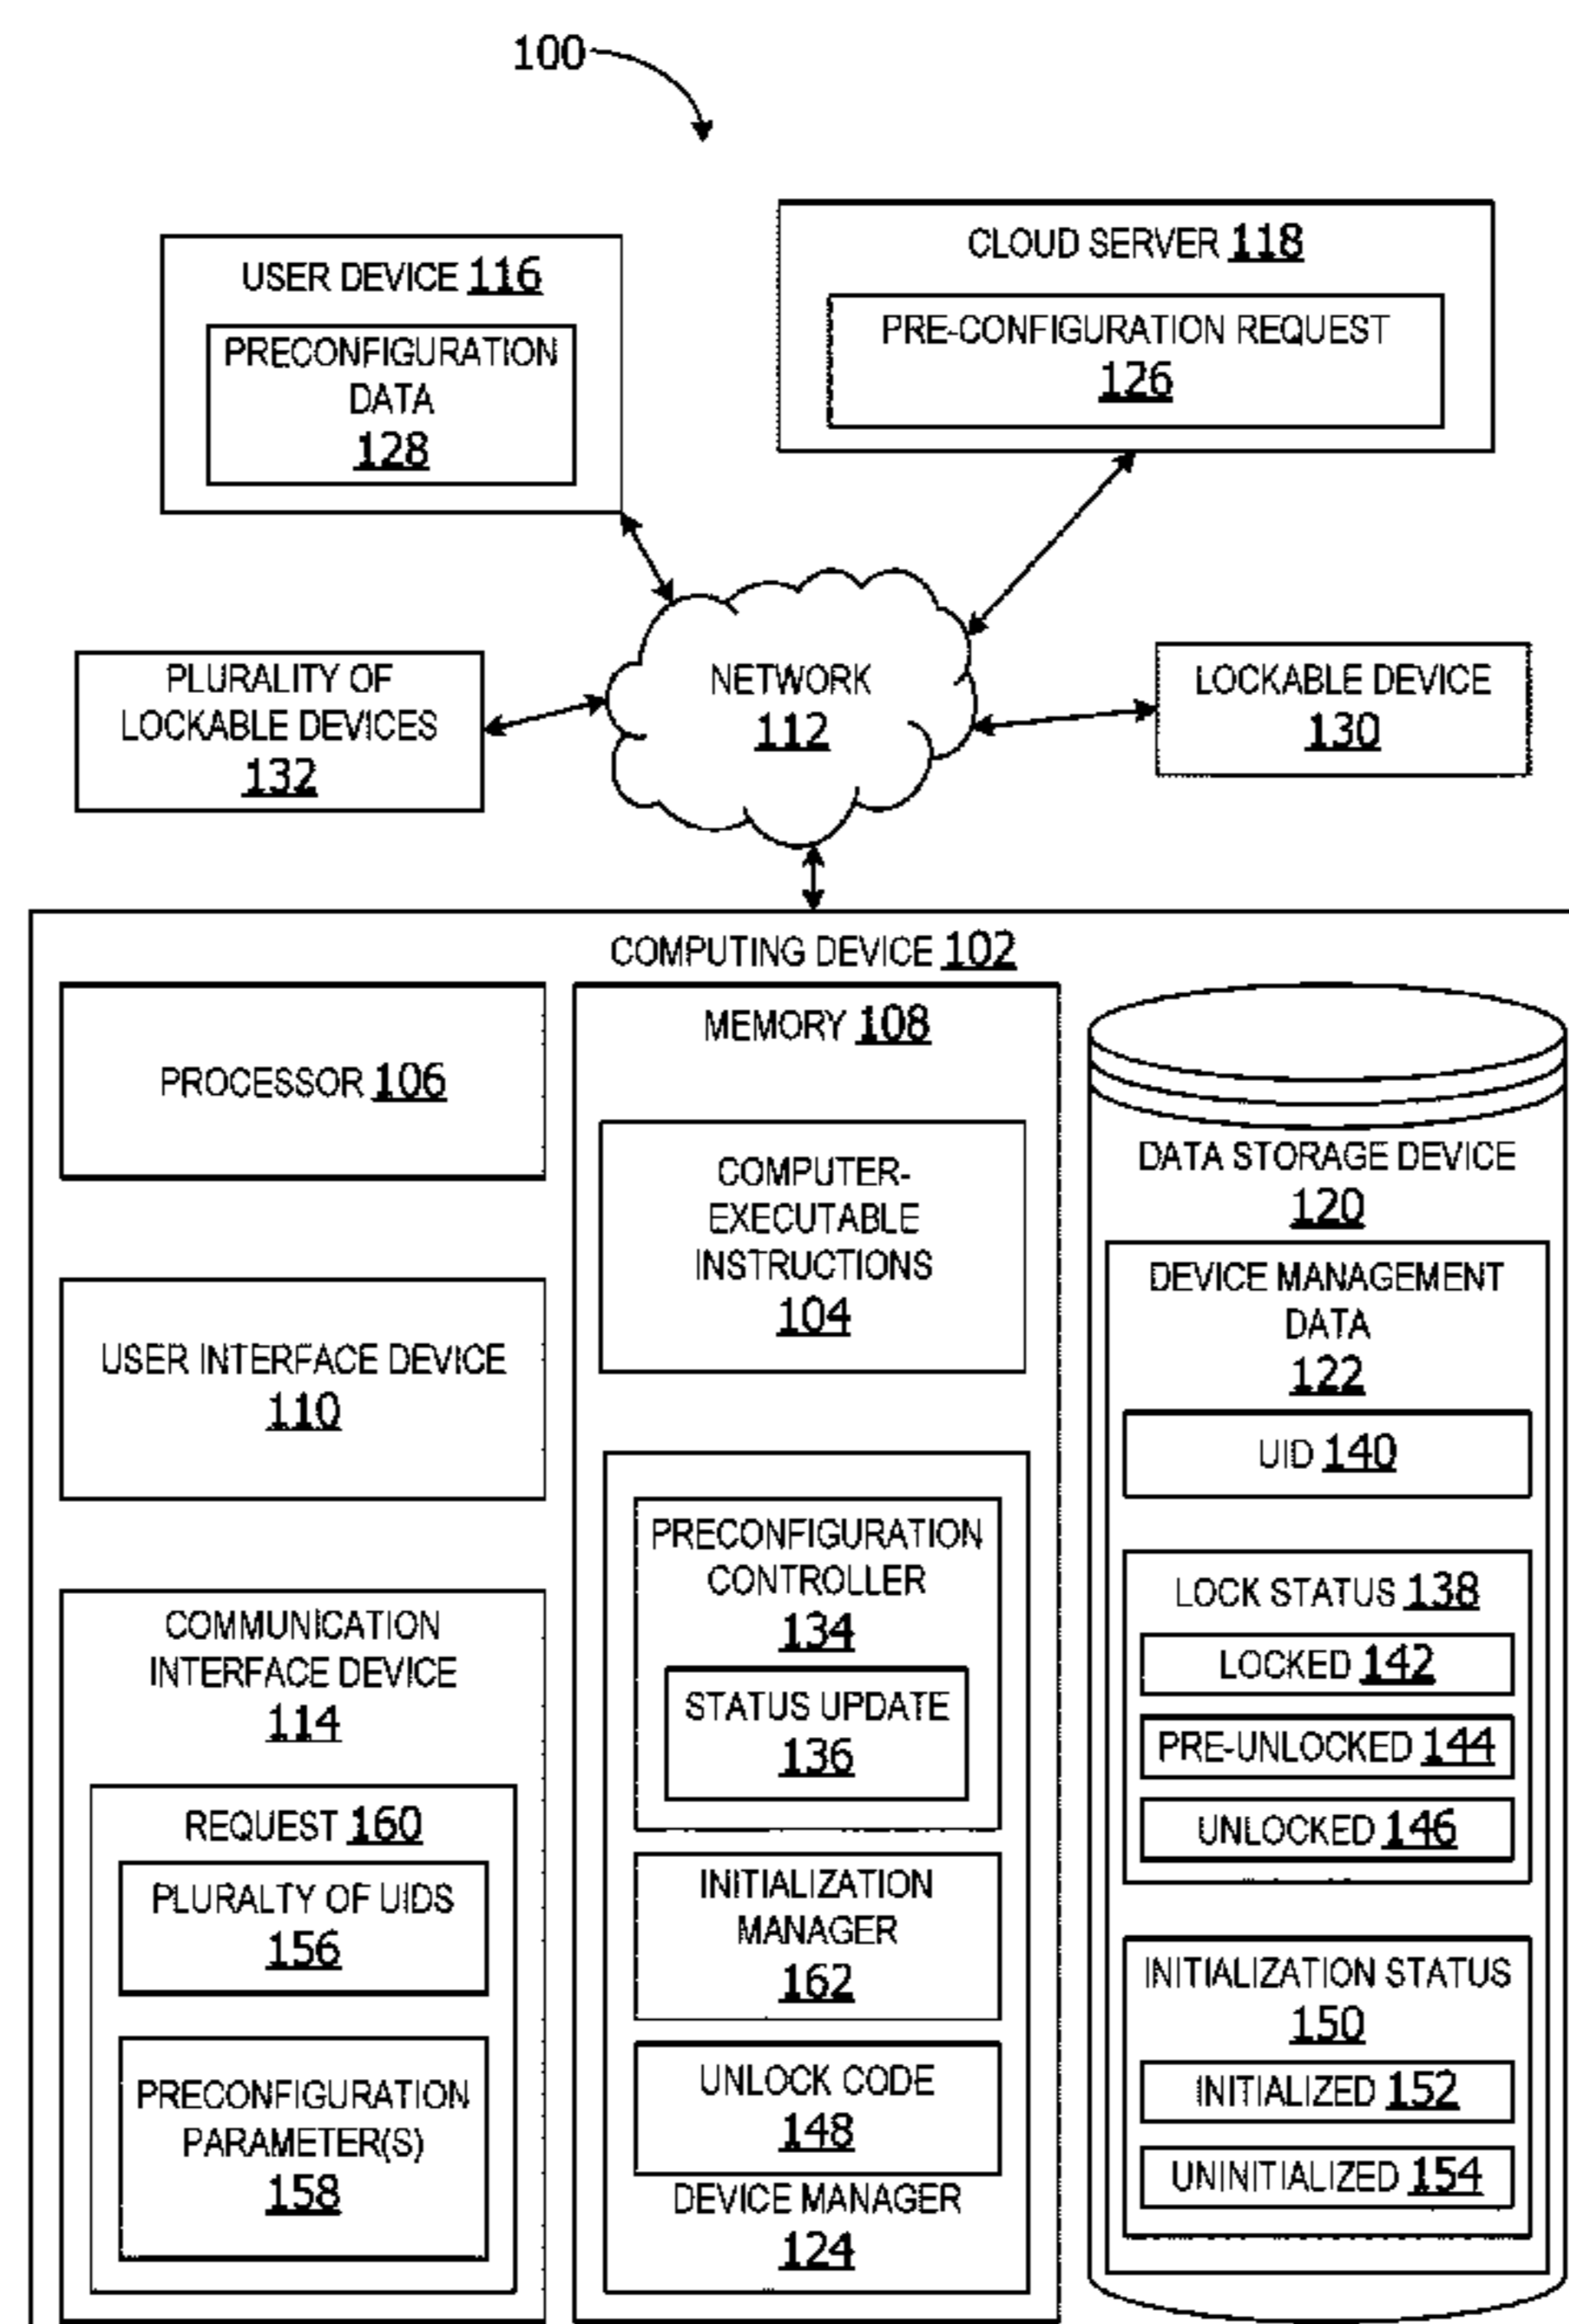 100
USER DEVICE 116
PRECONFIGURATION
DATA
128
CLOUD SERVER 118
PRE-CONFIGURATION REQUEST
126
PLURALITY OF
LOCKABLE DEVICES
132
NETWORK
112
LOCKABLE DEVICE
130
COMPUTING DEVICE 102
PROCESSOR 106
USER INTERFACE DEVICE
110
COMMUNICATION
INTERFACE DEVICE
114
REQUEST 160
PLURALTY OF UIDS
156
PRECONFIGURATION
PARAMETER(S)
158
MEMORY 108
COMPUTER-
EXECUTABLE
INSTRUCTIONS
104
PRECONFIGURATION
CONTROLLER
134
STATUS UPDATE
136
INITIALIZATION
MANAGER
162
UNLOCK CODE
148
DEVICE MANAGER
124
DATA STORAGE DEVICE
120
DEVICE MANAGEMENT
DATA
122
UID 140
LOCK STATUS 138
LOCKED 142
PRE-UNLOCKED 144
UNLOCKED 146
INITIALIZATION STATUS
150
INITIALIZED 152
UNINITIALIZED 154